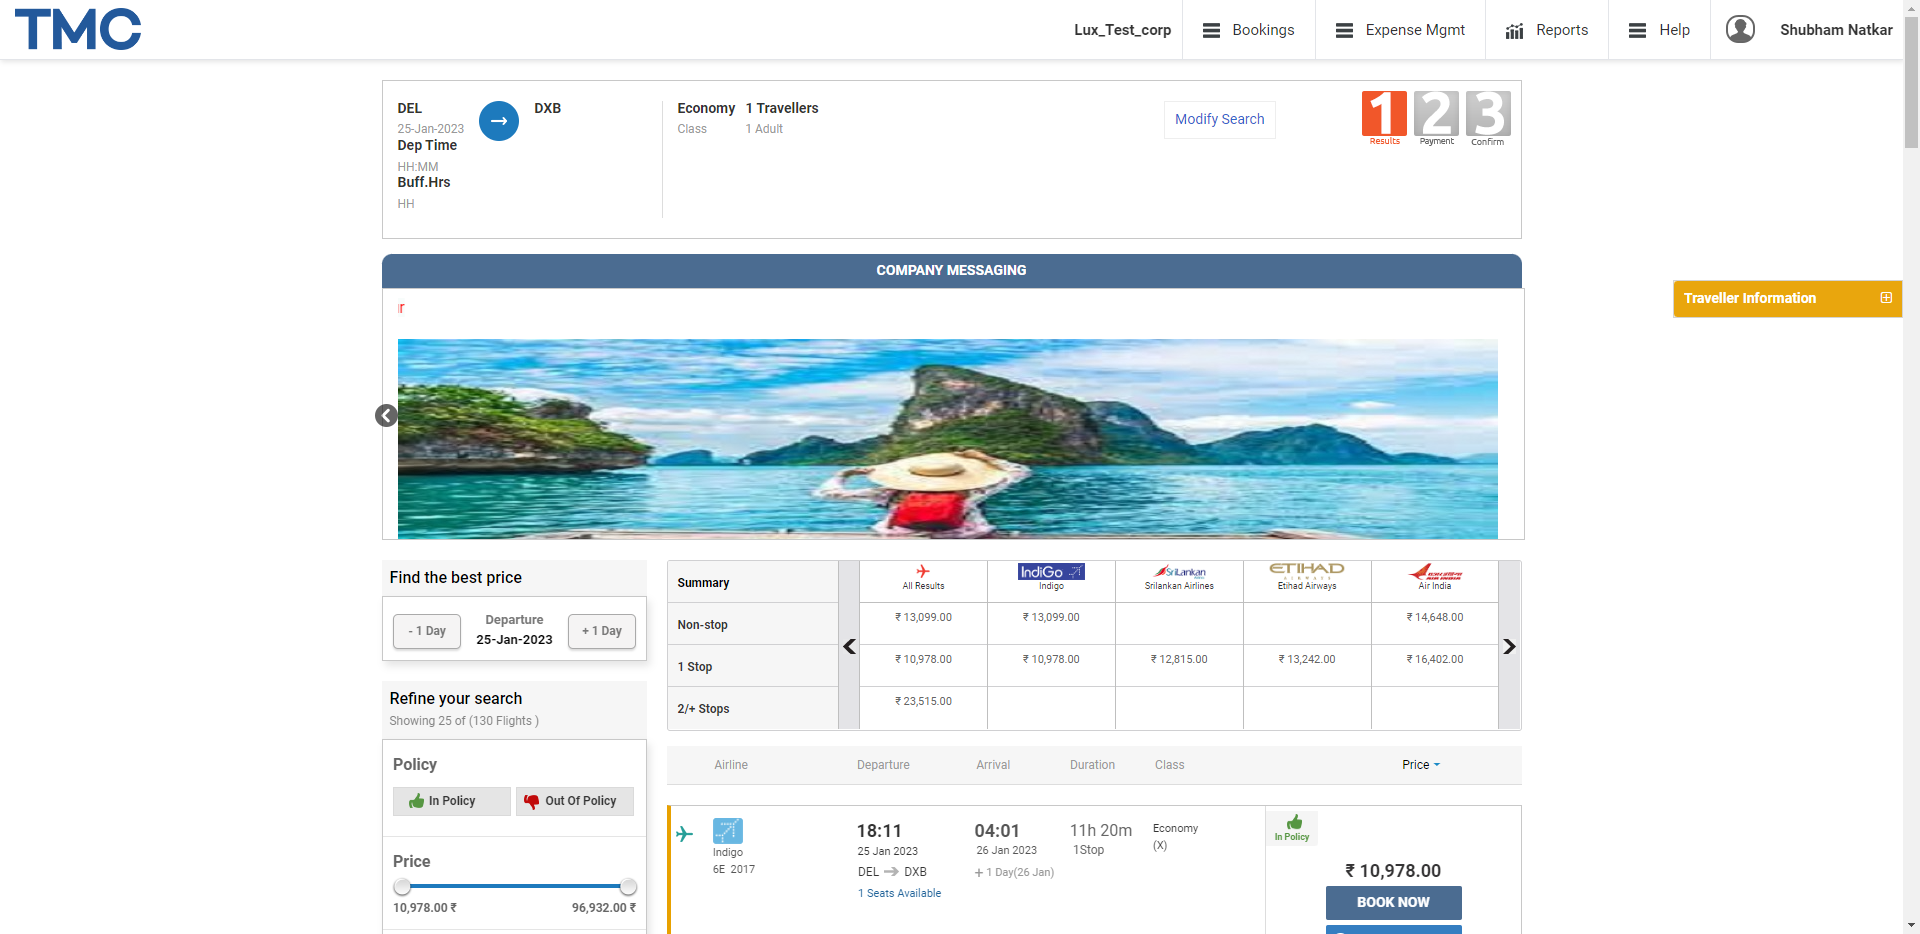 TMC
Lux_Test_corp
Bookings
Expense Mgmt
Reports
Help
Shubham Natkar
DEL
DXB
25-Jan-2023
Dep Time
HH:MM
Buff.Hrs
HH
Economy 1 Travellers
Class 1 Adult
Modify Search
1 2 3
Results Payment Confirm
COMPANY MESSAGING
Traveller Information
Find the best price
- 1 Day
Departure
25-Jan-2023
+ 1 Day
Refine your search
Showing 25 of (130 Flights )
Policy
In Policy
Out Of Policy
Price
10,978.00 ₹ 96,932.00 ₹
Summary
All Results
IndiGo
Indigo
SriLankan
Srilankan Airlines
ETIHAD
AIRWAYS
Etihad Airways
AIR INDIA
Air India
Non-stop ₹ 13,099.00 ₹ 13,099.00 ₹ 14,648.00
1 Stop ₹ 10,978.00 ₹ 10,978.00 ₹ 12,815.00 ₹ 13,242.00 ₹ 16,402.00
2/+ Stops ₹ 23,515.00
Airline Departure Arrival Duration Class Price
Indigo
6E 2017
18:11
25 Jan 2023
DEL DXB
1 Seats Available
04:01
26 Jan 2023
+ 1 Day(26 Jan)
11h 20m
1Stop
Economy
(X)
In Policy
₹ 10,978.00
BOOK NOW